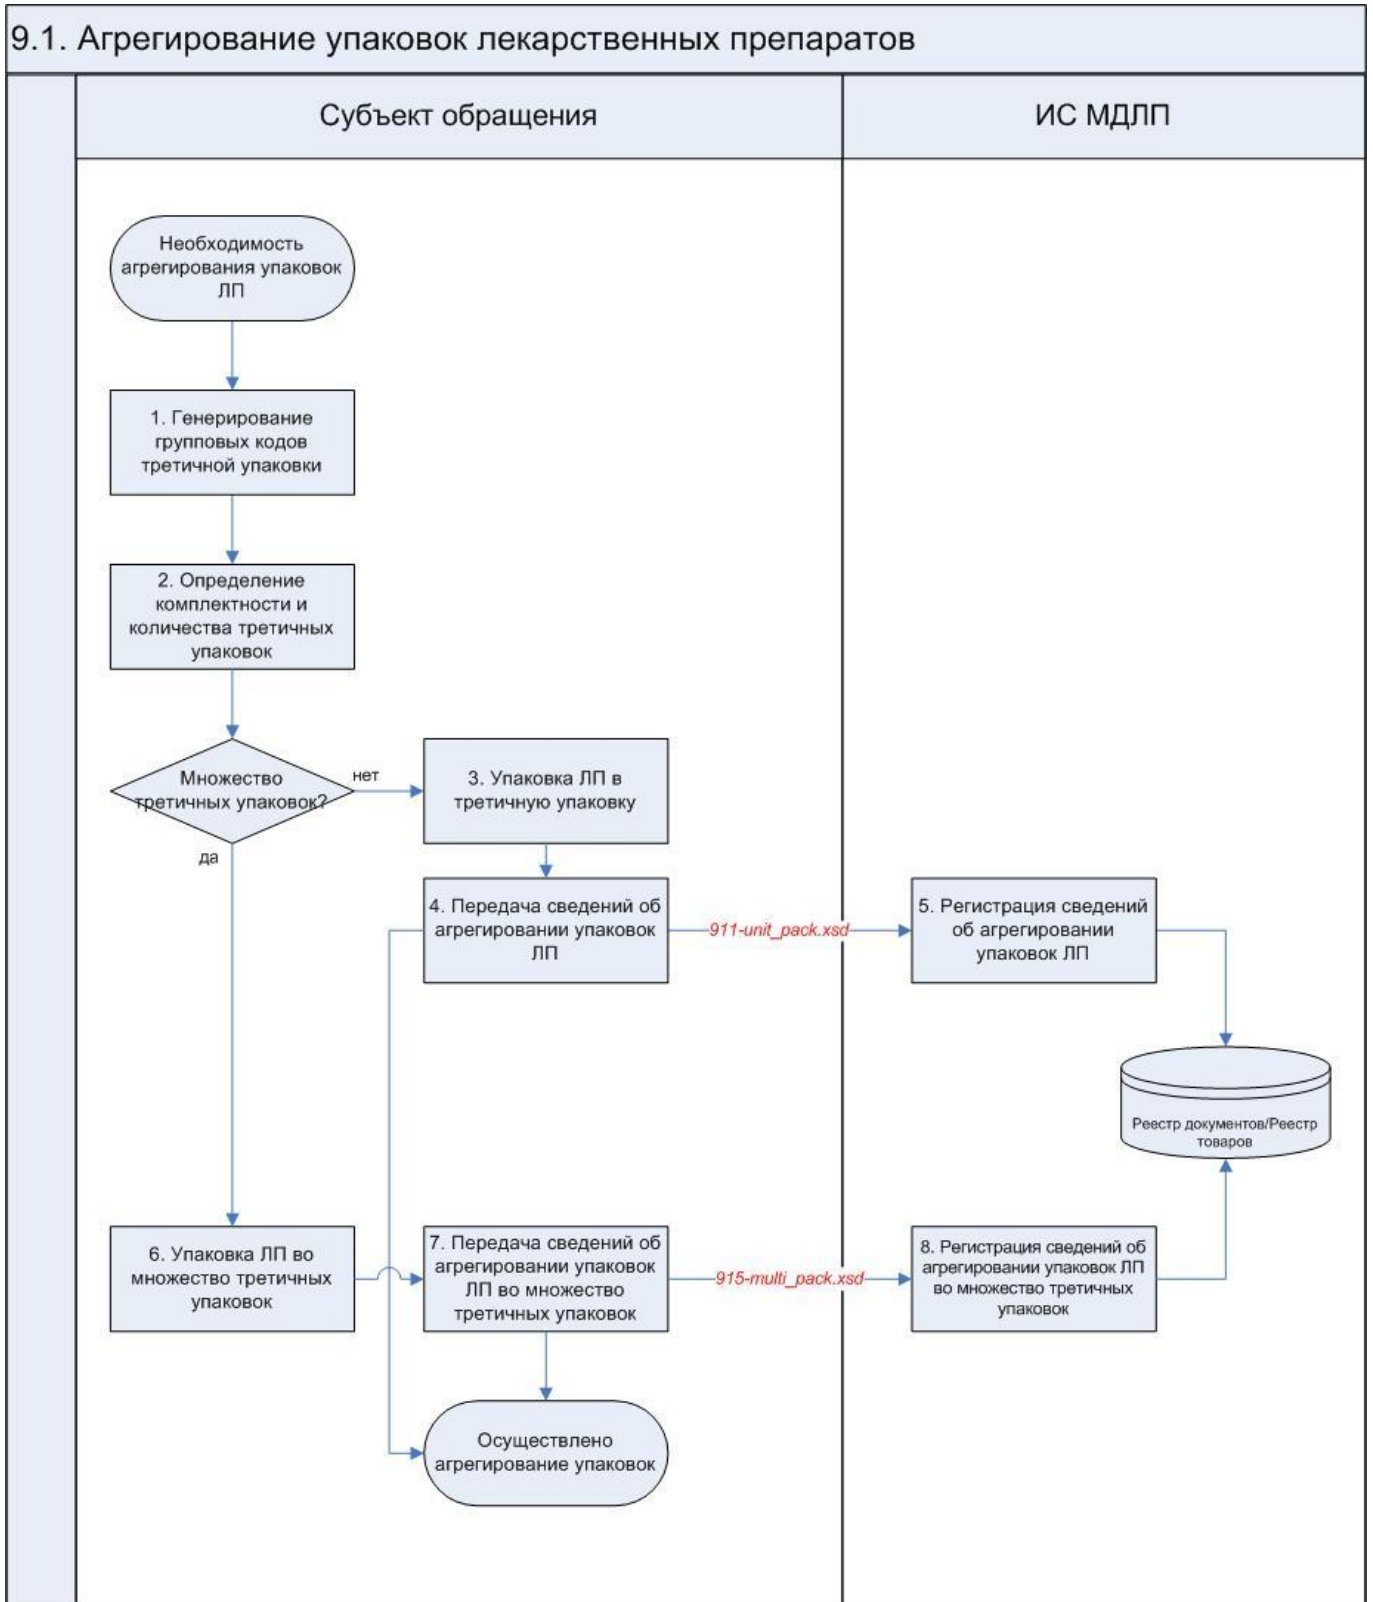 9.1. Агрегирование упаковок лекарственных препаратов
Субъект обращения
ИС МДЛП
Необходимость
агрегирования упаковок
ЛП
1. Генерирование
групповых кодов
третичной упаковки
2. Определение
комплектности и
количества третичных
упаковок
Множество
третичных упаковок?
нет
да
3. Упаковка ЛП в
третичную упаковку
4. Передача сведений об
агрегировании упаковок
ЛП
911-unit_pack.xsd
5. Регистрация сведений
об агрегировании
упаковок ЛП
Реестр документов/Реестр
товаров
6. Упаковка ЛП во
множество третичных
упаковок
7. Передача сведений об
агрегировании упаковок
ЛП во множество
третичных упаковок
915-multi_pack.xsd
8. Регистрация сведений об
агрегировании упаковок ЛП
во множество третичных
упаковок
Осуществлено
агрегирование упаковок